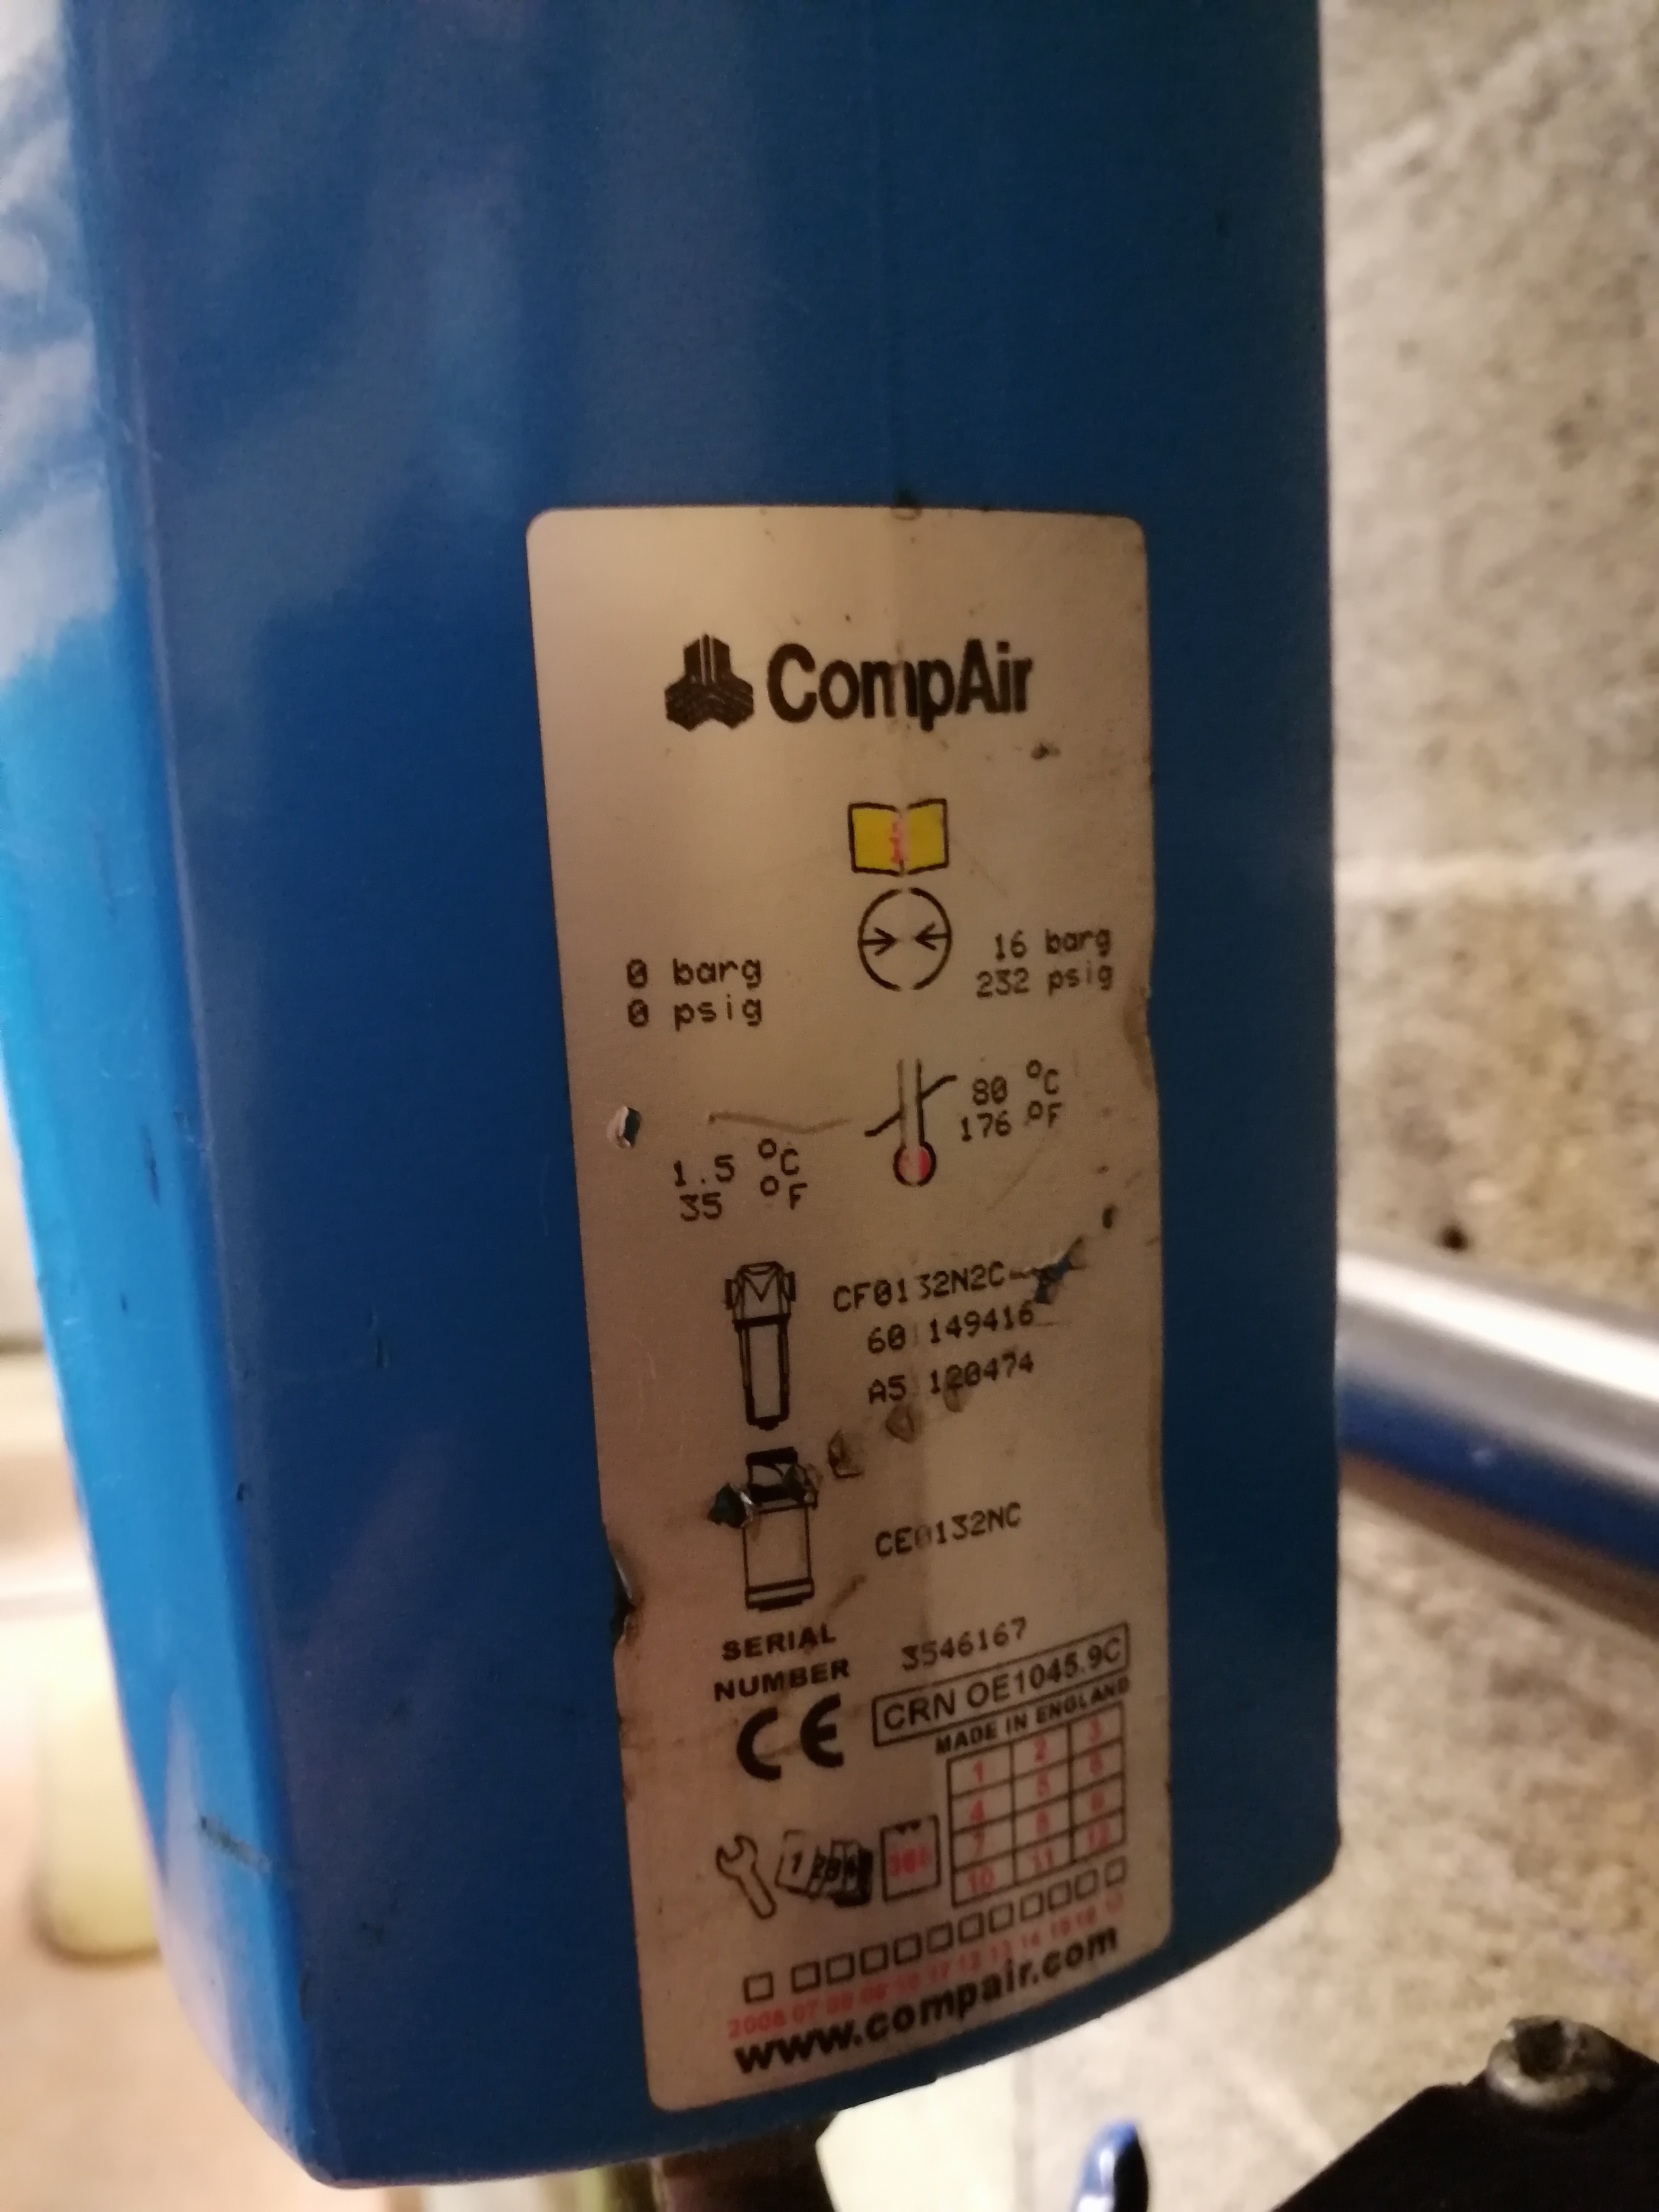 CompAir
0 barg
0 psig
16 barg
232 psig
80 °C
176 °F
1.5 °C
35 °F
CF0132N2C-
60 149416
A5 120474
CE0132NC
SERIAL
NUMBER
3546167
CRN OE1045.9C
MADE IN ENGLAND
CE
1 2 3
4 5 6
7 8 9
10 11 12
www.compair.com